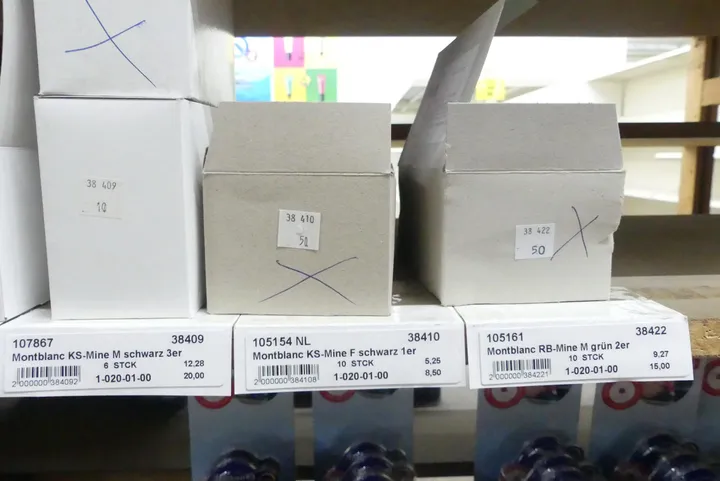 38 409
10
38 410
50
38 422
50
107867 38409
Montblanc KS-Mine M schwarz 3er
6 STCK 12,28
2 000000 384092 1-020-01-00 20,00
105154 NL 38410
Montblanc KS-Mine F schwarz 1er
10 STCK 5,25
2 000000 384108 1-020-01-00 8,50
105161 38422
Montblanc RB-Mine M grün 2er
10 STCK 9,27
2 000000 384221 1-020-01-00 15,00